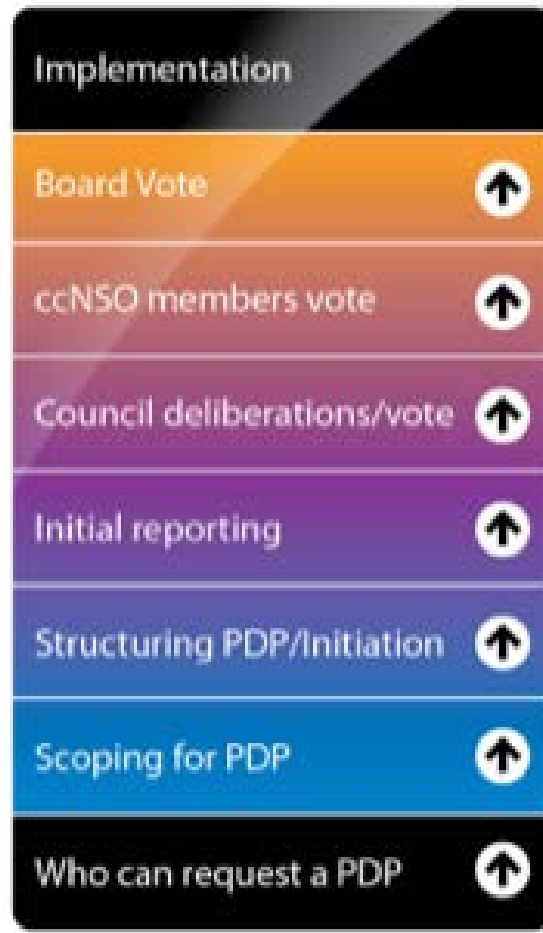 Implementation
Board Vote
ccNSO members vote
Council deliberations/vote
Initial reporting
Structuring PDP/Initiation
Scoping for PDP
Who can request a PDP